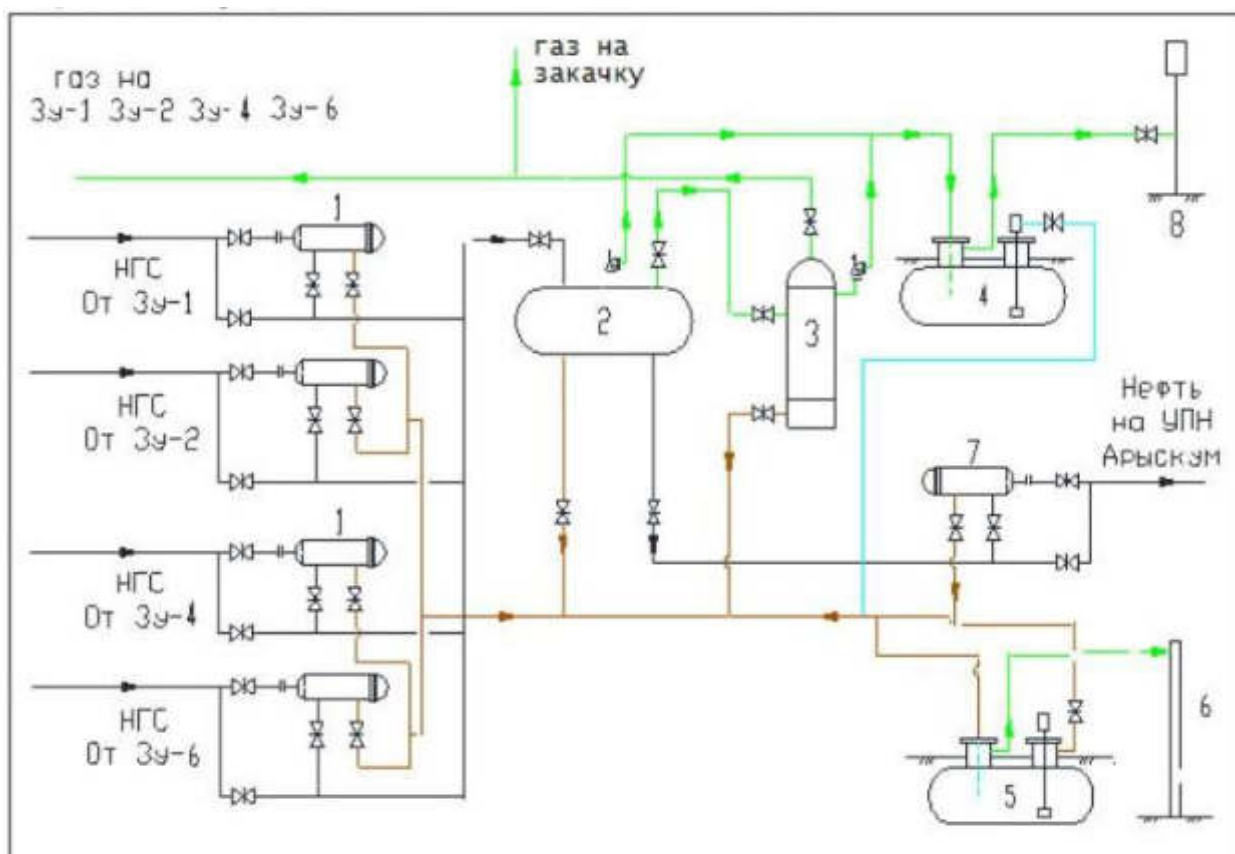 газ на
закачку
газ на
Зу-1 Зу-2 Зу-4 Зу-6
1
НГС
От Зу-1
2
3
4
8
НГС
От Зу-2
Нефть
на УПН
Арыскум
7
1
НГС
От Зу-4
НГС
От Зу-6
5
6